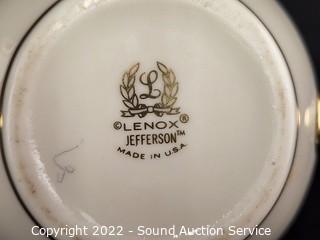 L
©LENOX®
JEFFERSON™
MADE IN U.S.A.
Copyright 2022 - Sound Auction Service